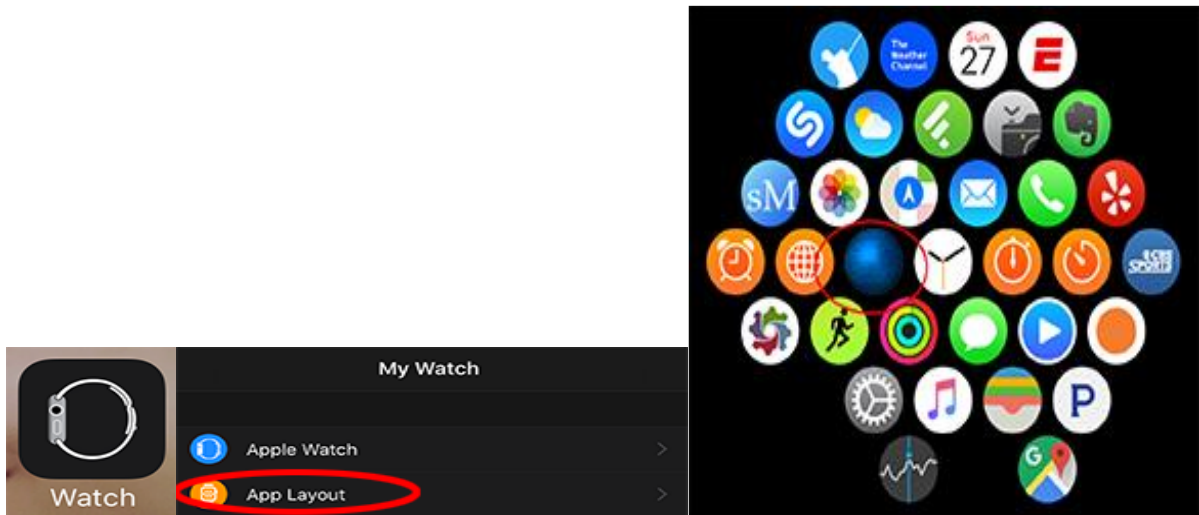 My Watch
Apple Watch
App Layout
Watch
The
Weather
Channel
Sun
27
E
sM
CBS
SPORTS
P
G